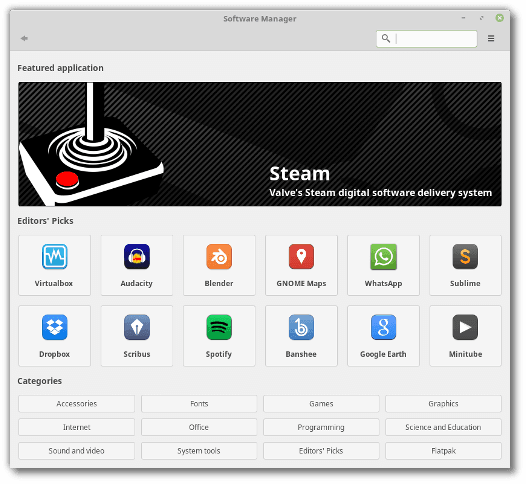 Software Manager
Featured application
Steam
Valve's Steam digital software delivery system
Editors' Picks
Virtualbox Audacity Blender GNOME Maps WhatsApp Sublime
Dropbox Scribus Spotify Banshee Google Earth Minitube
Categories
Accessories Fonts Games Graphics
Internet Office Programming Science and Education
Sound and video System tools Editors' Picks Flatpak